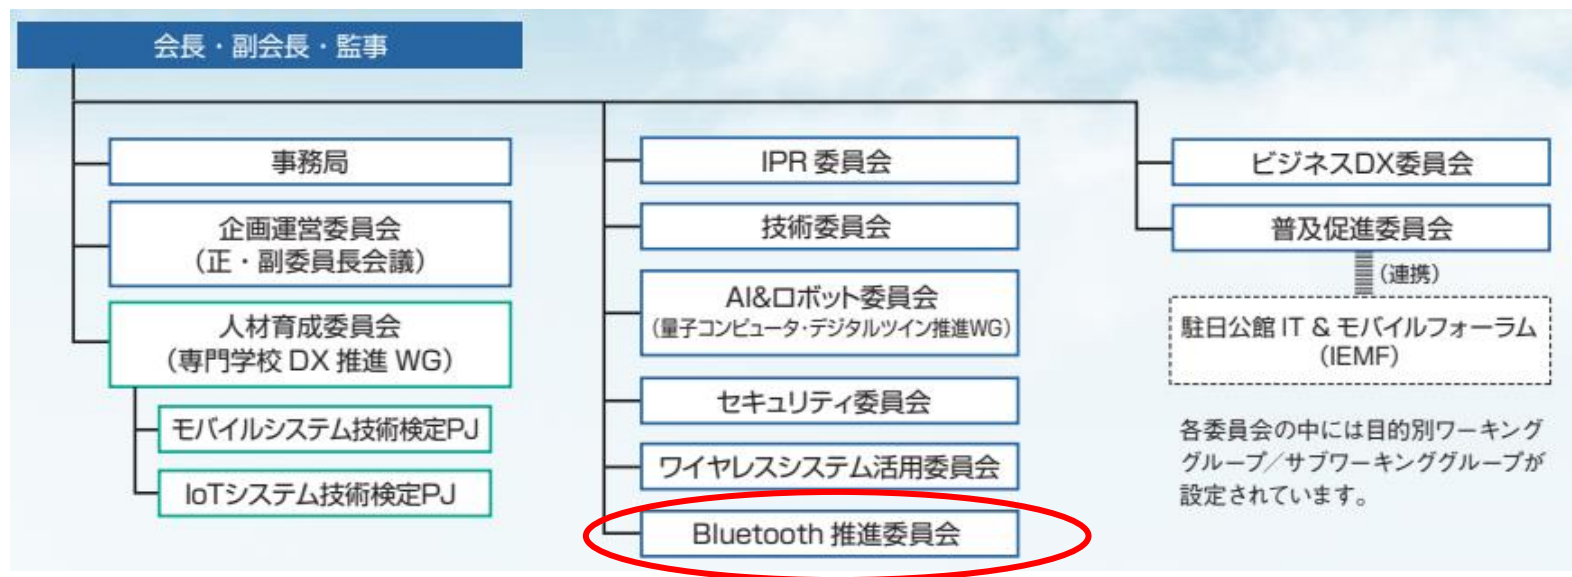 会長・副会長・監事
事務局
企画運営委員会
（正・副委員長会議）
人材育成委員会
（専門学校 DX 推進 WG）
モバイルシステム技術検定PJ
IoTシステム技術検定PJ
IPR 委員会
技術委員会
AI&ロボット委員会
（量子コンピュータ・デジタルツイン推進WG）
セキュリティ委員会
ワイヤレスシステム活用委員会
Bluetooth 推進委員会
ビジネスDX委員会
普及促進委員会
（連携）
駐日公館 IT & モバイルフォーラム
（IEMF）
各委員会の中には目的別ワーキング
グループ／サブワーキンググループが
設定されています。